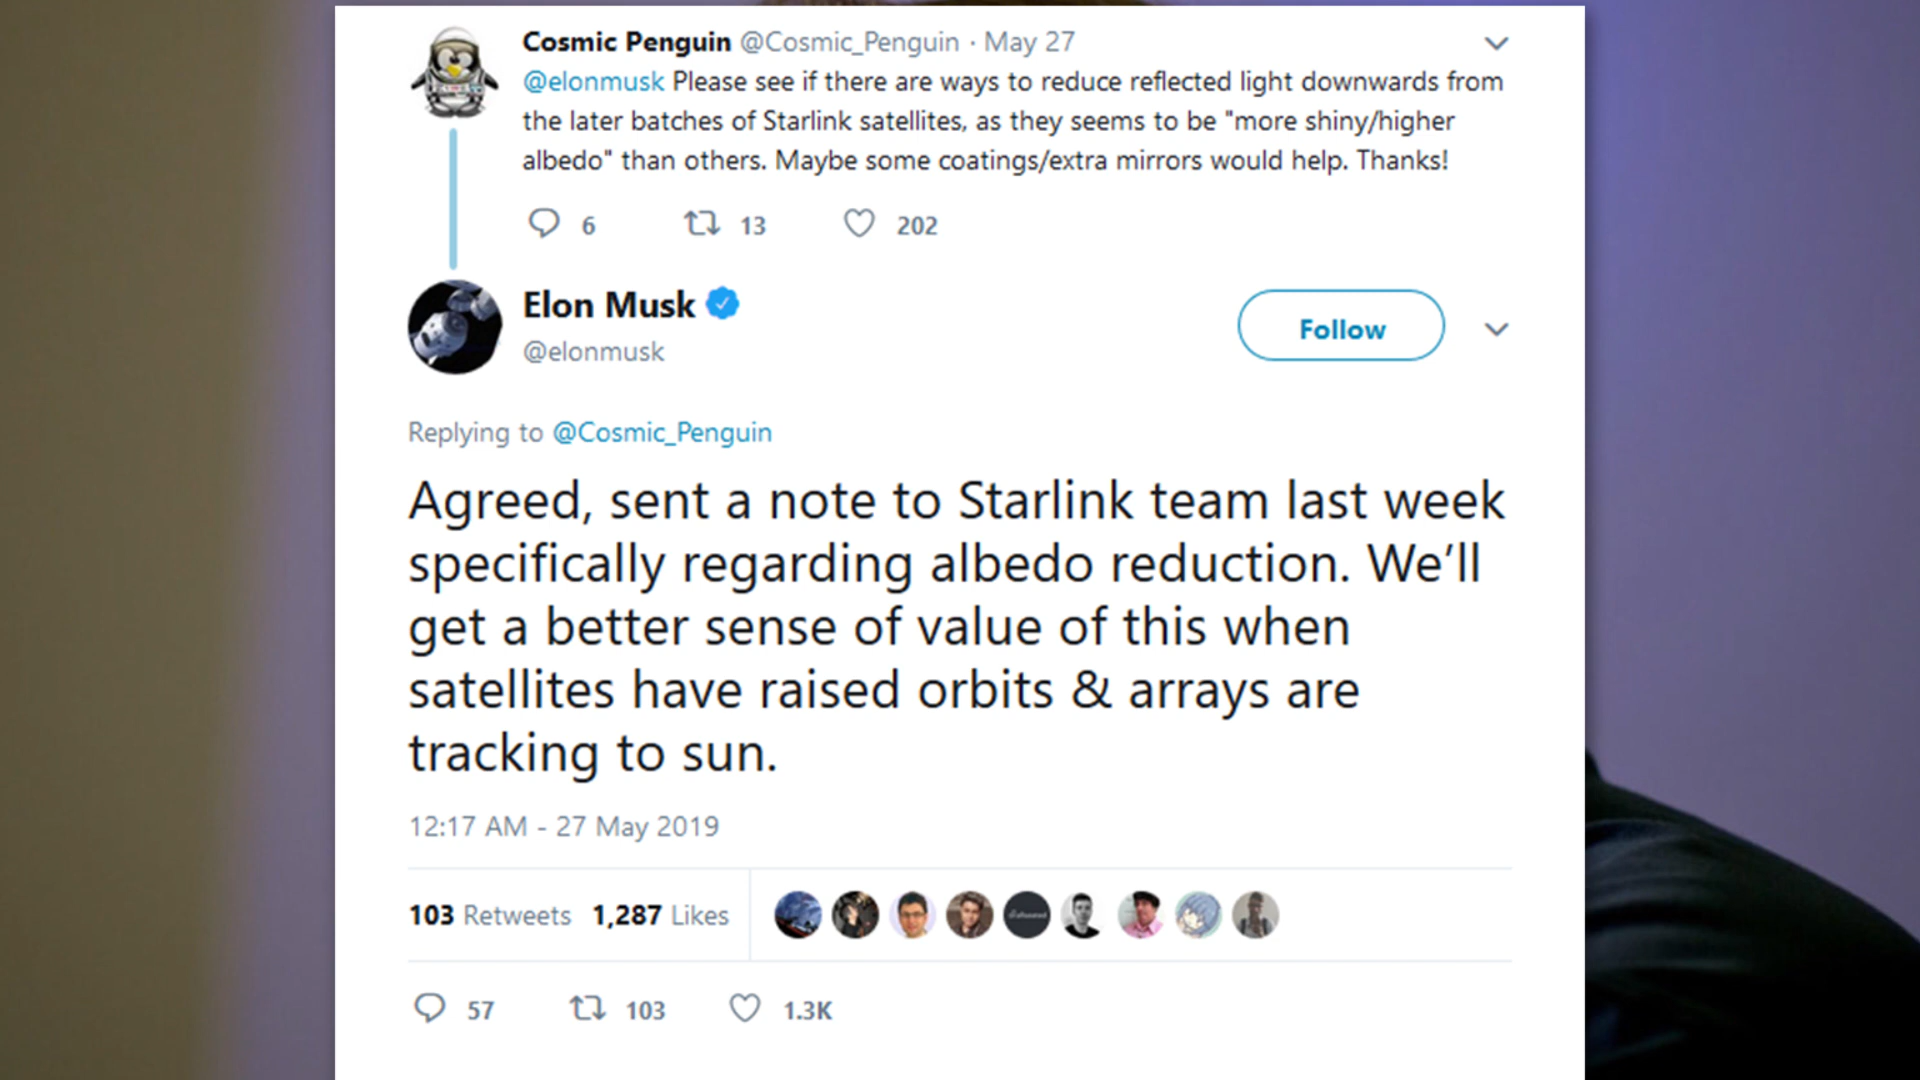 Cosmic Penguin @Cosmic_Penguin · May 27
@elonmusk Please see if there are ways to reduce reflected light downwards from
the later batches of Starlink satellites, as they seems to be "more shiny/higher
albedo" than others. Maybe some coatings/extra mirrors would help. Thanks!
6 13 202
Elon Musk
@elonmusk
Follow
Replying to @Cosmic_Penguin
Agreed, sent a note to Starlink team last week
specifically regarding albedo reduction. We’ll
get a better sense of value of this when
satellites have raised orbits & arrays are
tracking to sun.
12:17 AM - 27 May 2019
103 Retweets 1,287 Likes
57 103 1.3K